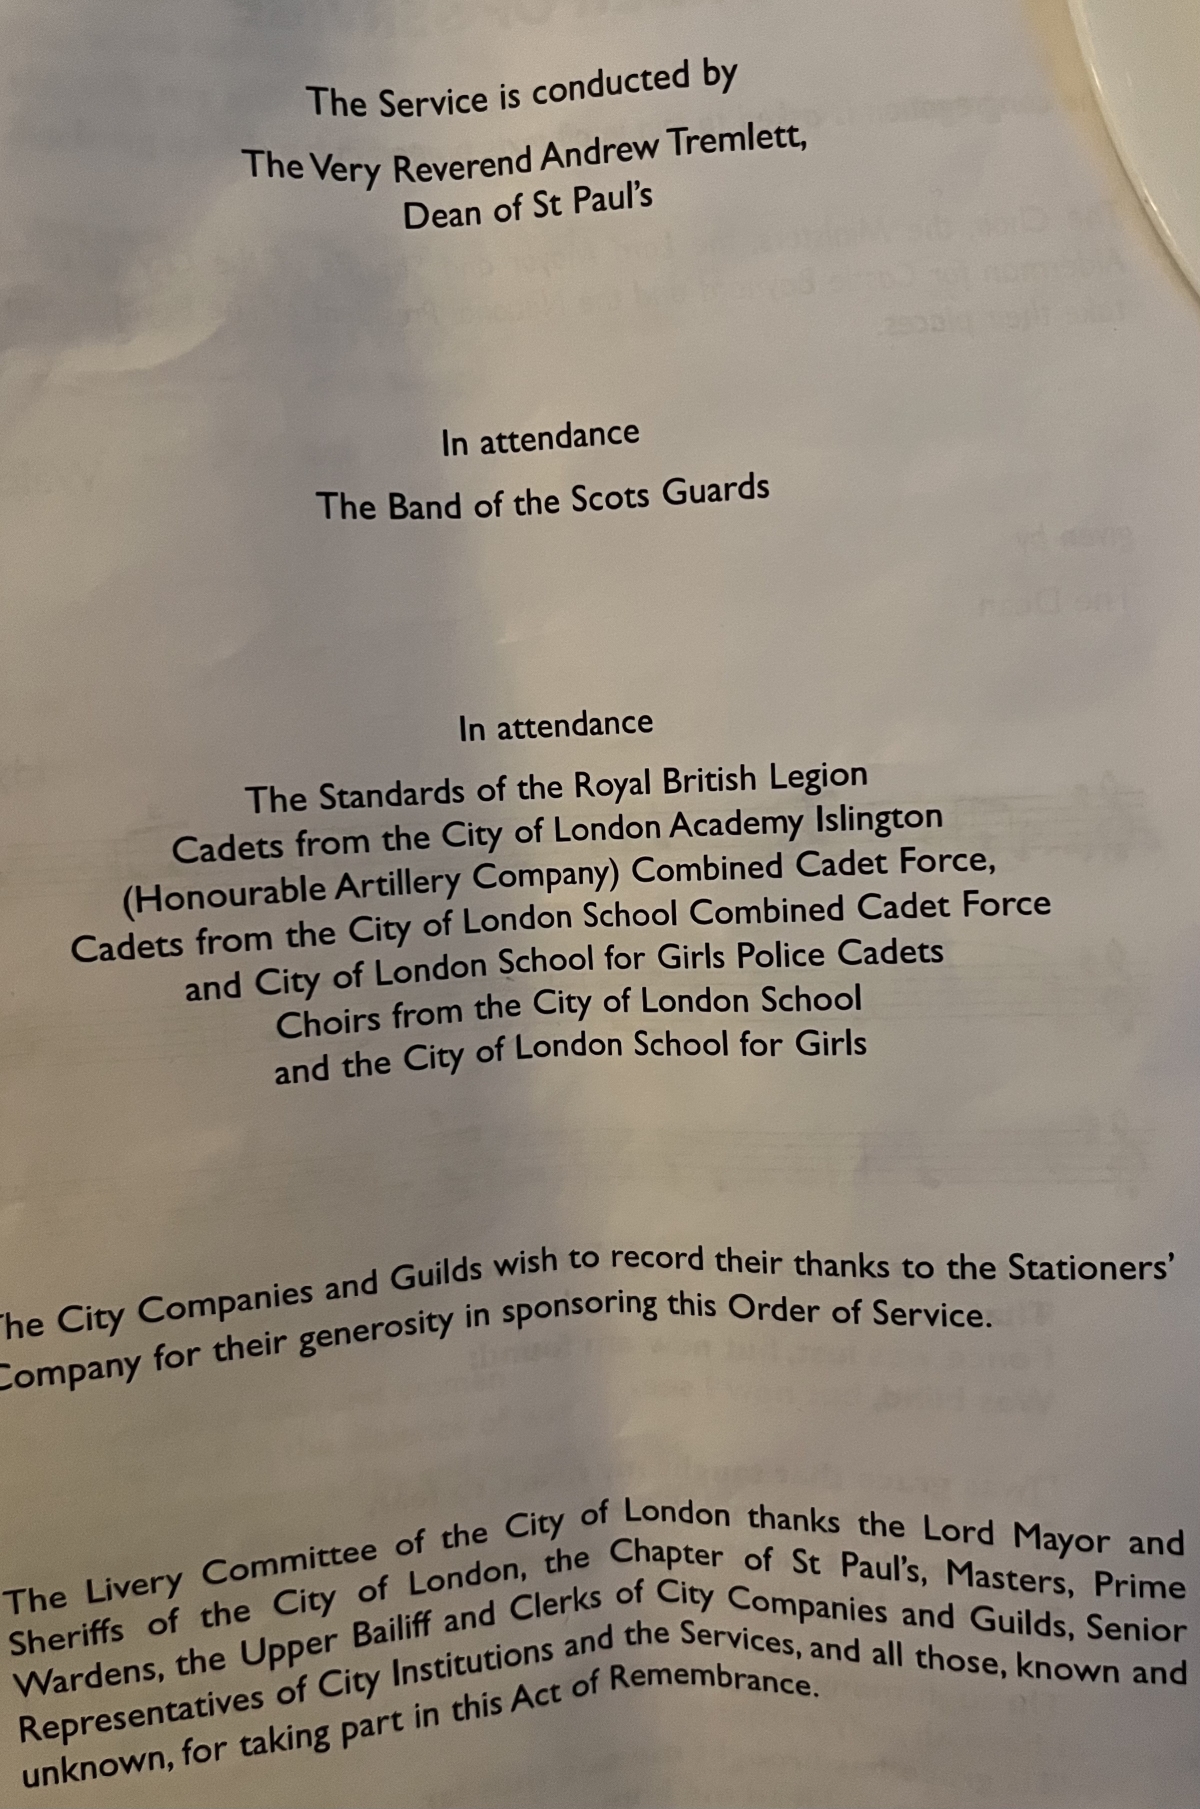 The Service is conducted by
The Very Reverend Andrew Tremlett,
Dean of St Paul's
In attendance
The Band of the Scots Guards
In attendance
The Standards of the Royal British Legion
Cadets from the City of London Academy Islington
(Honourable Artillery Company) Combined Cadet Force,
Cadets from the City of London School Combined Cadet Force
and City of London School for Girls Police Cadets
Choirs from the City of London School
and the City of London School for Girls
The City Companies and Guilds wish to record their thanks to the Stationers'
Company for their generosity in sponsoring this Order of Service.
The Livery Committee of the City of London thanks the Lord Mayor and
Sheriffs of the City of London, the Chapter of St Paul's, Masters, Prime
Wardens, the Upper Bailiff and Clerks of City Companies and Guilds, Senior
Representatives of City Institutions and the Services, and all those, known and
unknown, for taking part in this Act of Remembrance.